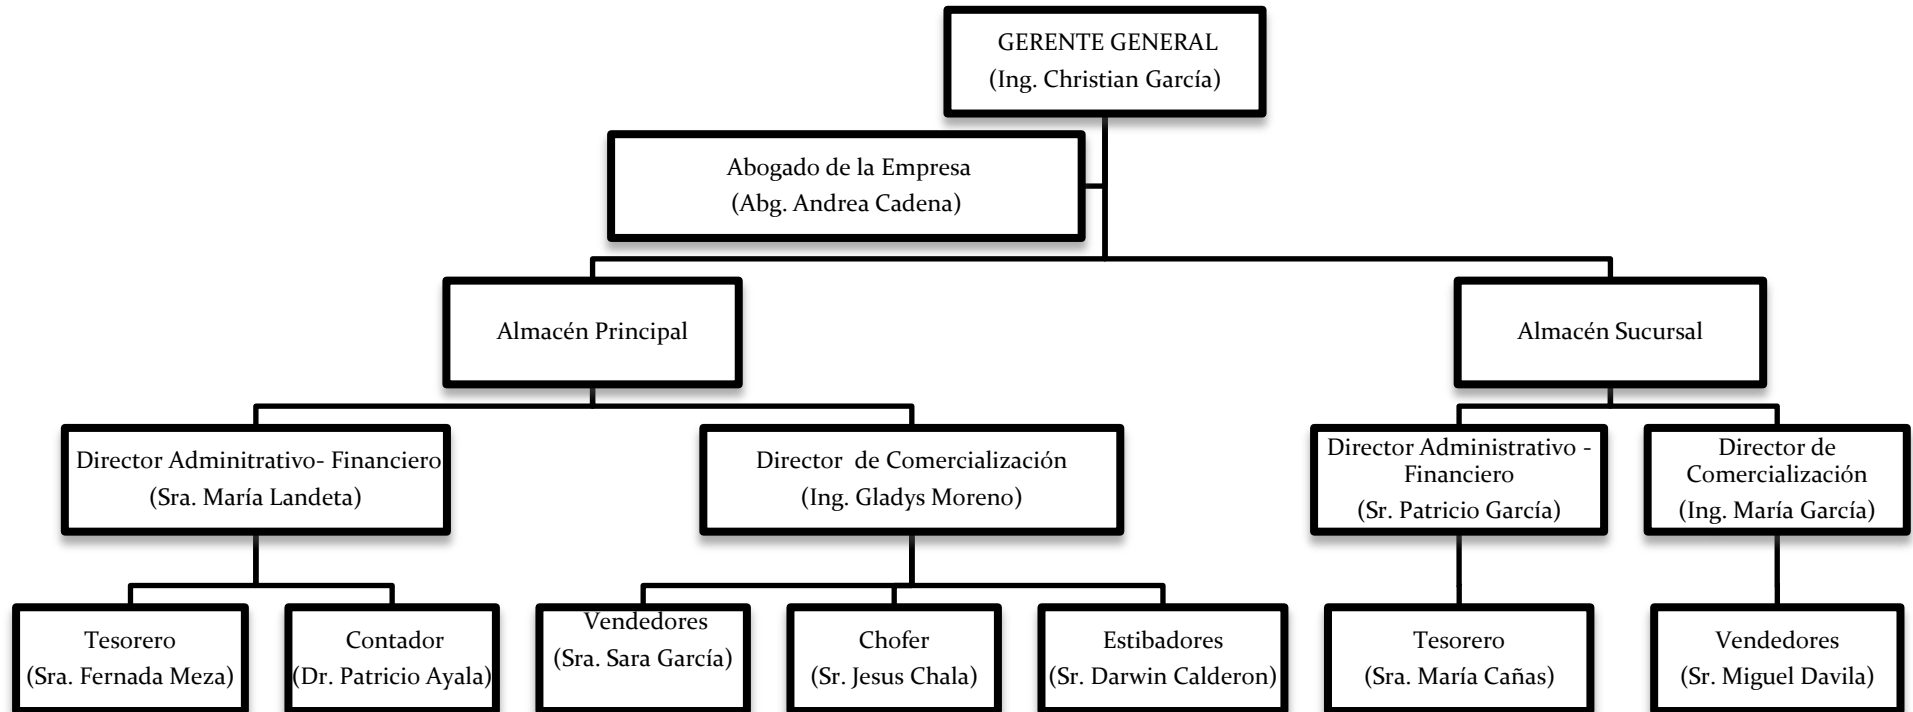 GERENTE GENERAL
(Ing. Christian García)
Abogado de la Empresa
(Abg. Andrea Cadena)
Almacén Principal
Almacén Sucursal
Director Adminitrativo- Financiero
(Sra. María Landeta)
Director de Comercialización
(Ing. Gladys Moreno)
Director Administrativo -
Financiero
(Sr. Patricio García)
Director de
Comercialización
(Ing. María García)
Tesorero
(Sra. Fernada Meza)
Contador
(Dr. Patricio Ayala)
Vendedores
(Sra. Sara García)
Chofer
(Sr. Jesus Chala)
Estibadores
(Sr. Darwin Calderon)
Tesorero
(Sra. María Cañas)
Vendedores
(Sr. Miguel Davila)